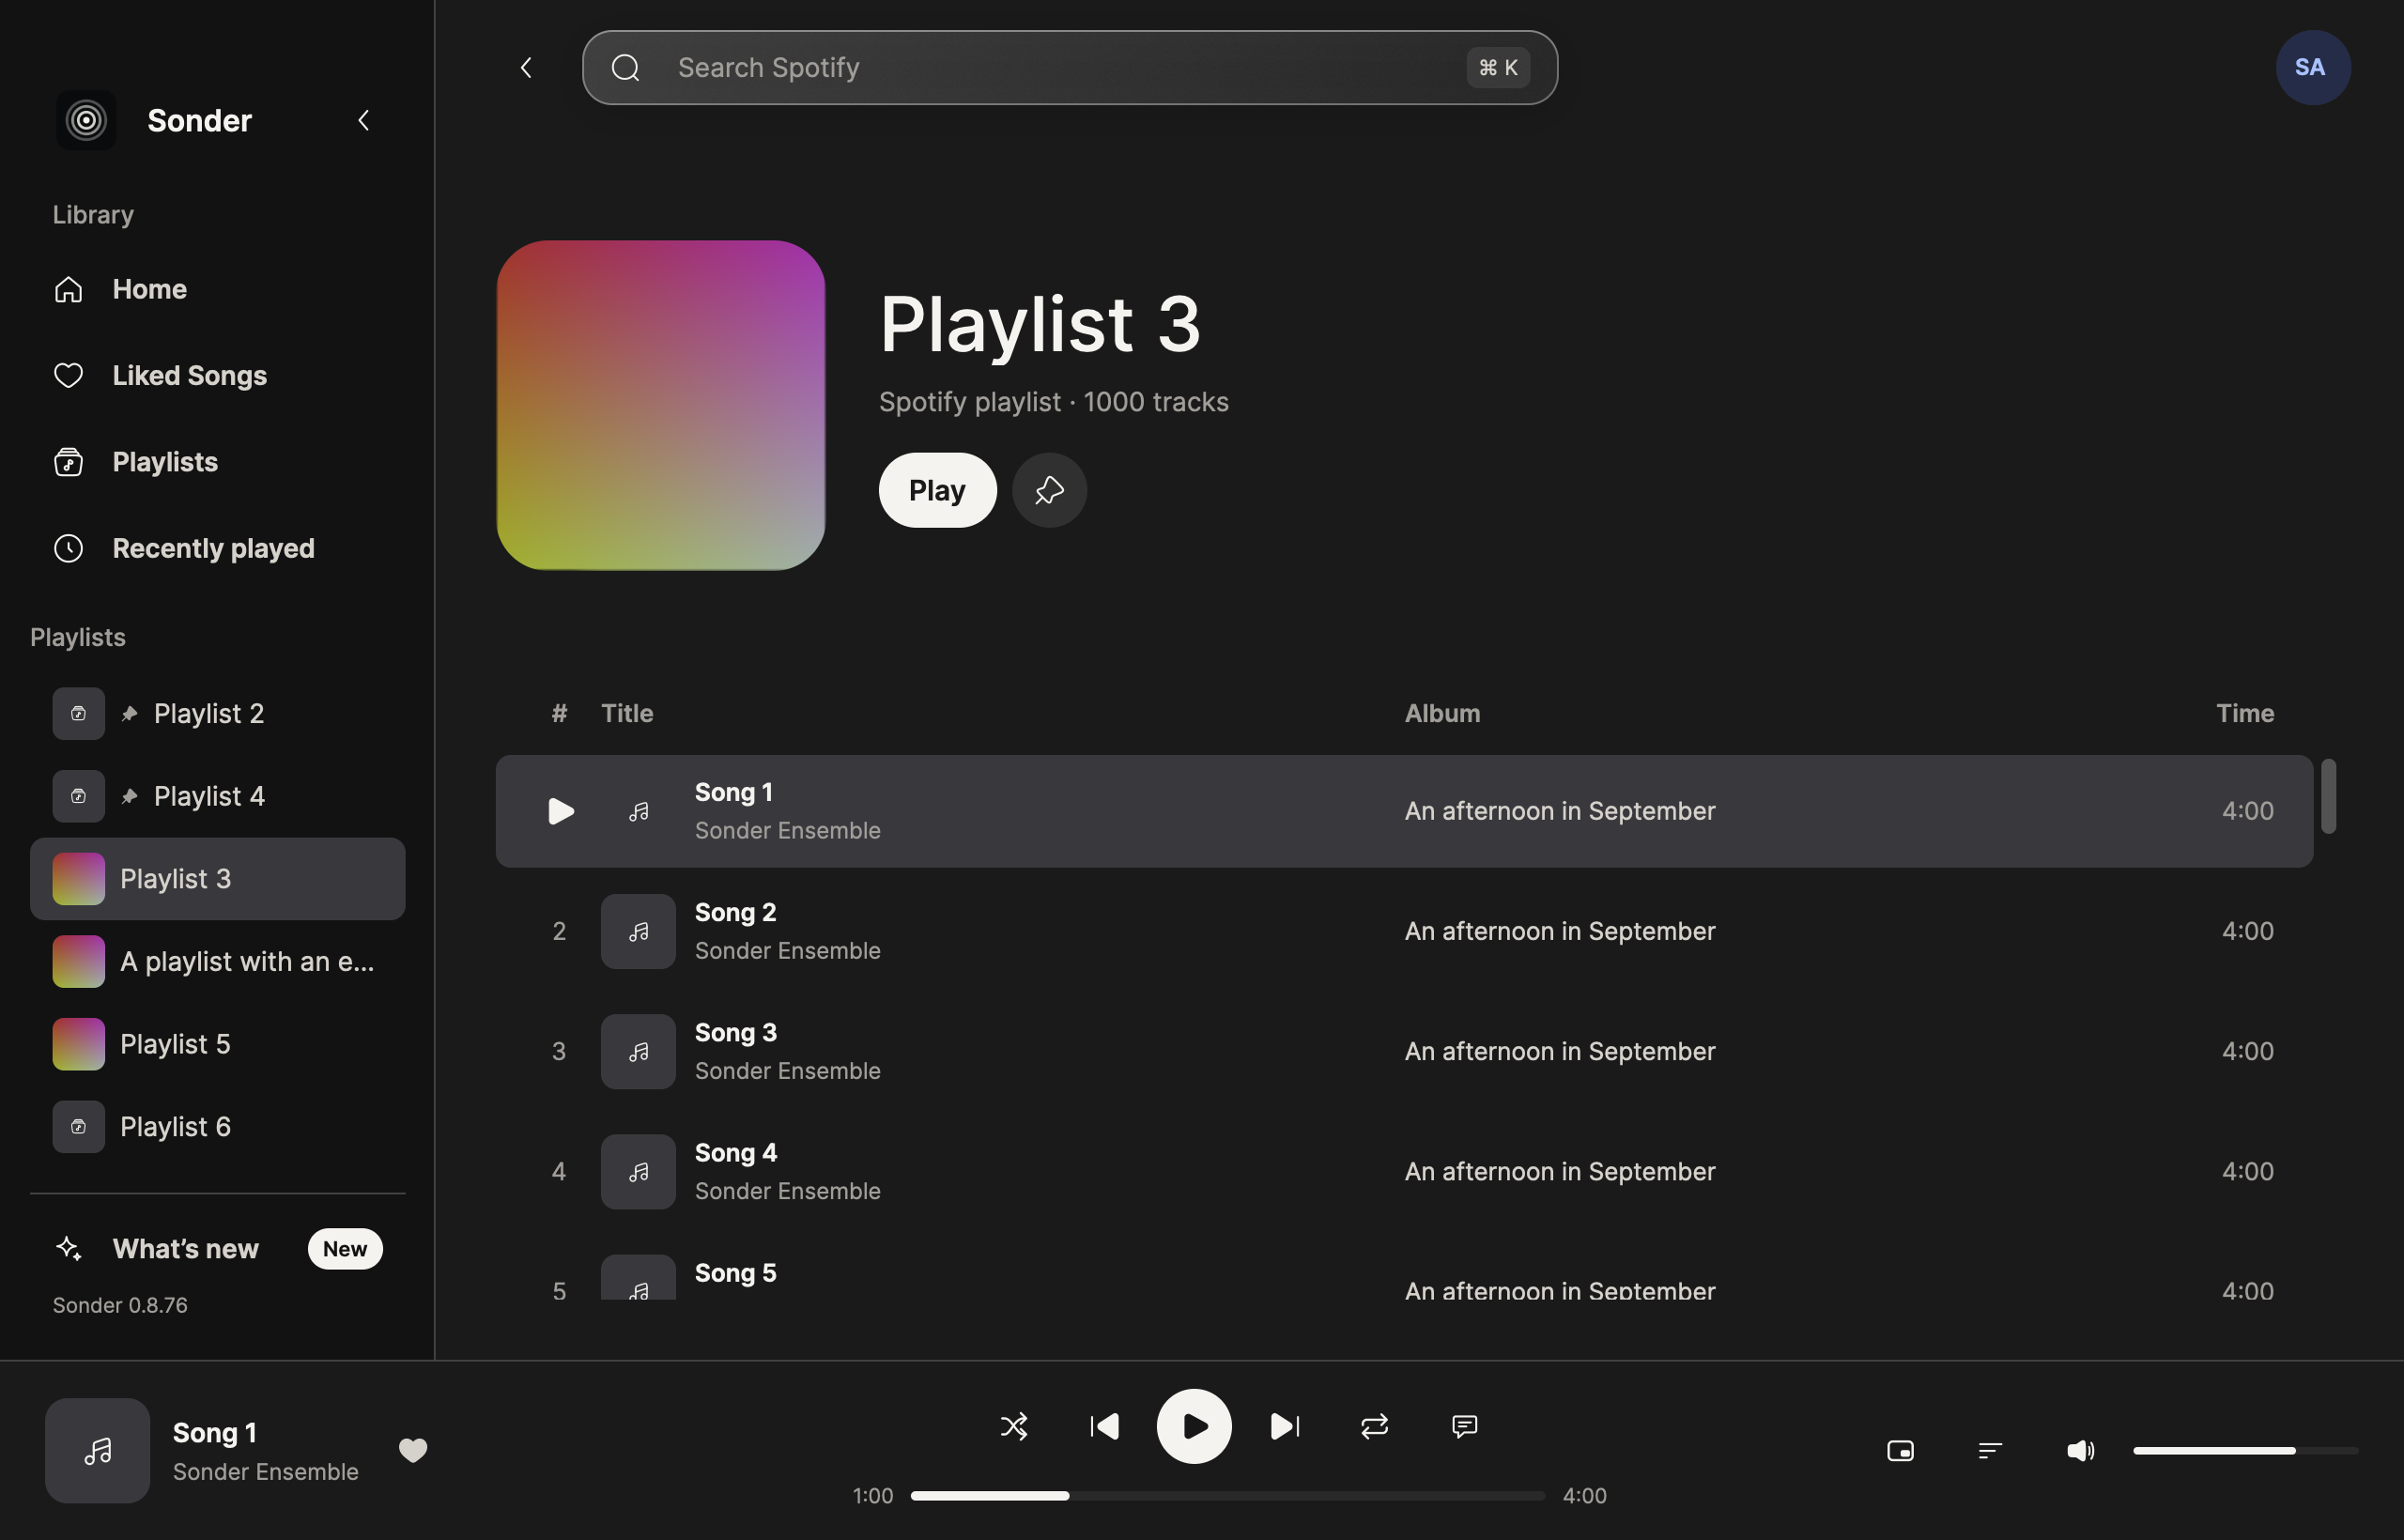 Sonder
Library
Home
Liked Songs
Playlists
Recently played
Playlists
Playlist 2
Playlist 4
Playlist 3
A playlist with an e...
Playlist 5
Playlist 6
What’s new New
Sonder 0.8.76
Search Spotify ⌘ K
SA
Playlist 3
Spotify playlist · 1000 tracks
Play
# Title Album Time
Song 1
Sonder Ensemble
An afternoon in September 4:00
2 Song 2
Sonder Ensemble
An afternoon in September 4:00
3 Song 3
Sonder Ensemble
An afternoon in September 4:00
4 Song 4
Sonder Ensemble
An afternoon in September 4:00
5 Song 5
An afternoon in September 4:00
Song 1
Sonder Ensemble
1:00 4:00